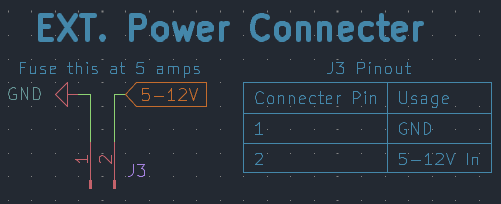 EXT. Power Connecter
Fuse this at 5 amps
GND
5-12V
1
2
J3
J3 Pinout
Connecter Pin Usage
1 GND
2 5-12V In